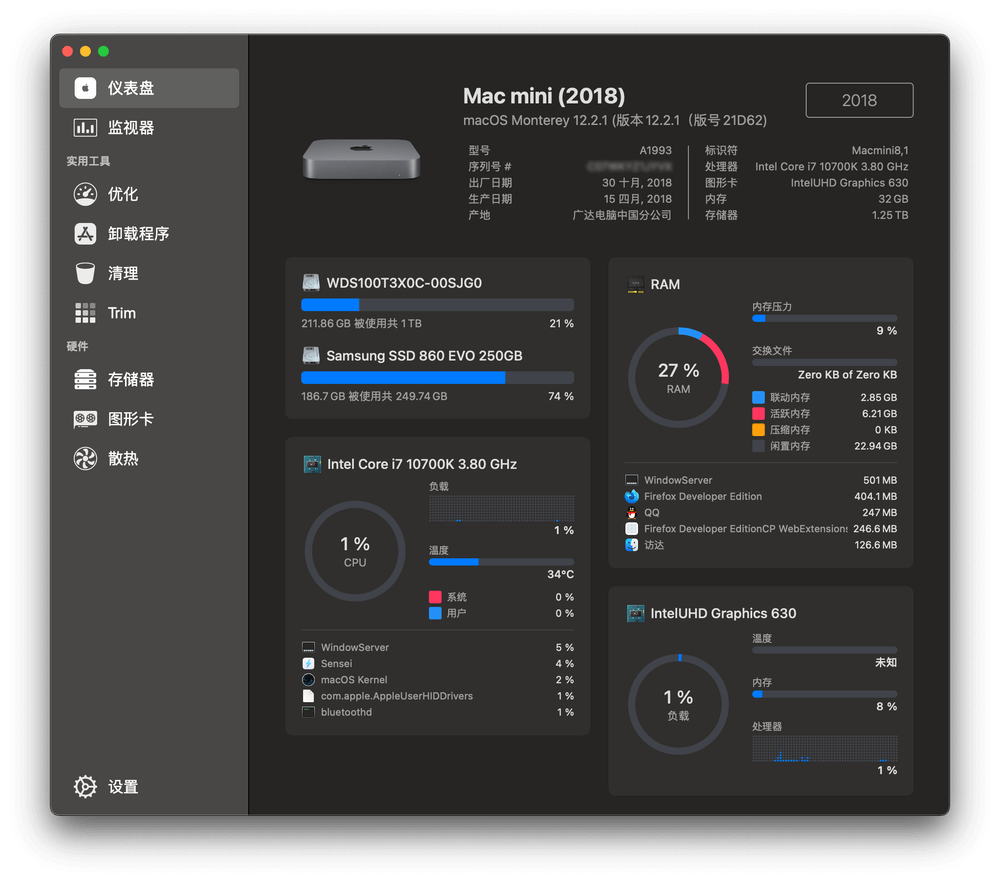 仪表盘
监视器
实用工具
优化
卸载程序
清理
Trim
硬件
存储器
图形卡
散热
设置
Mac mini (2018)
macOS Monterey 12.2.1 (版本 12.2.1（版号 21D62)
2018
型号 A1993
序列号 #
出厂日期 30 十月, 2018
生产日期 15 四月, 2018
产地 广达电脑中国分公司
标识符 Macmini8,1
处理器 Intel Core i7 10700K 3.80 GHz
图形卡 IntelUHD Graphics 630
内存 32 GB
存储器 1.25 TB
WDS100T3X0C-00SJG0
211.86 GB 被使用共 1 TB 21 %
Samsung SSD 860 EVO 250GB
186.7 GB 被使用共 249.74 GB 74 %
Intel Core i7 10700K 3.80 GHz
1 %
CPU
负载
1 %
温度
34°C
系统 0 %
用户 0 %
WindowServer 5 %
Sensei 4 %
macOS Kernel 2 %
com.apple.AppleUserHIDDrivers 1 %
bluetoothd 1 %
RAM
27 %
RAM
内存压力
9 %
交换文件
Zero KB of Zero KB
联动内存 2.85 GB
活跃内存 6.21 GB
压缩内存 0 KB
闲置内存 22.94 GB
WindowServer 501 MB
Firefox Developer Edition 404.1 MB
QQ 247 MB
Firefox Developer EditionCP WebExtensions 246.6 MB
访达 126.6 MB
IntelUHD Graphics 630
1 %
负载
温度
未知
内存
8 %
处理器
1 %